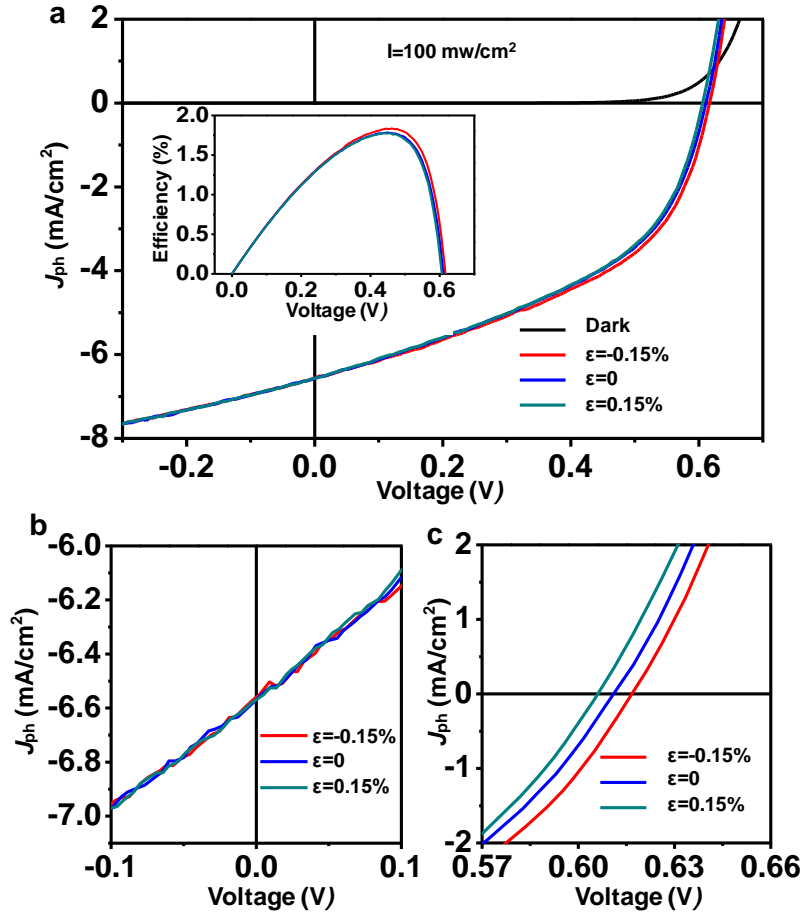 a
I=100 mw/cm²
2
0
-2
-4
-6
-8
J_ph (mA/cm²)
-0.2
0.0
0.2
0.4
0.6
Voltage (V)
2.0
1.5
1.0
0.5
0.0
Efficiency (%)
0.0
0.2
0.4
0.6
Voltage (V)
Dark
ε=-0.15%
ε=0
ε=0.15%
b
-6.0
-6.2
-6.4
-6.6
-6.8
-7.0
J_ph (mA/cm²)
-0.1
0.0
0.1
Voltage (V)
ε=-0.15%
ε=0
ε=0.15%
c
2
1
0
-1
-2
J_ph (mA/cm²)
0.57
0.60
0.63
0.66
Voltage (V)
ε=-0.15%
ε=0
ε=0.15%